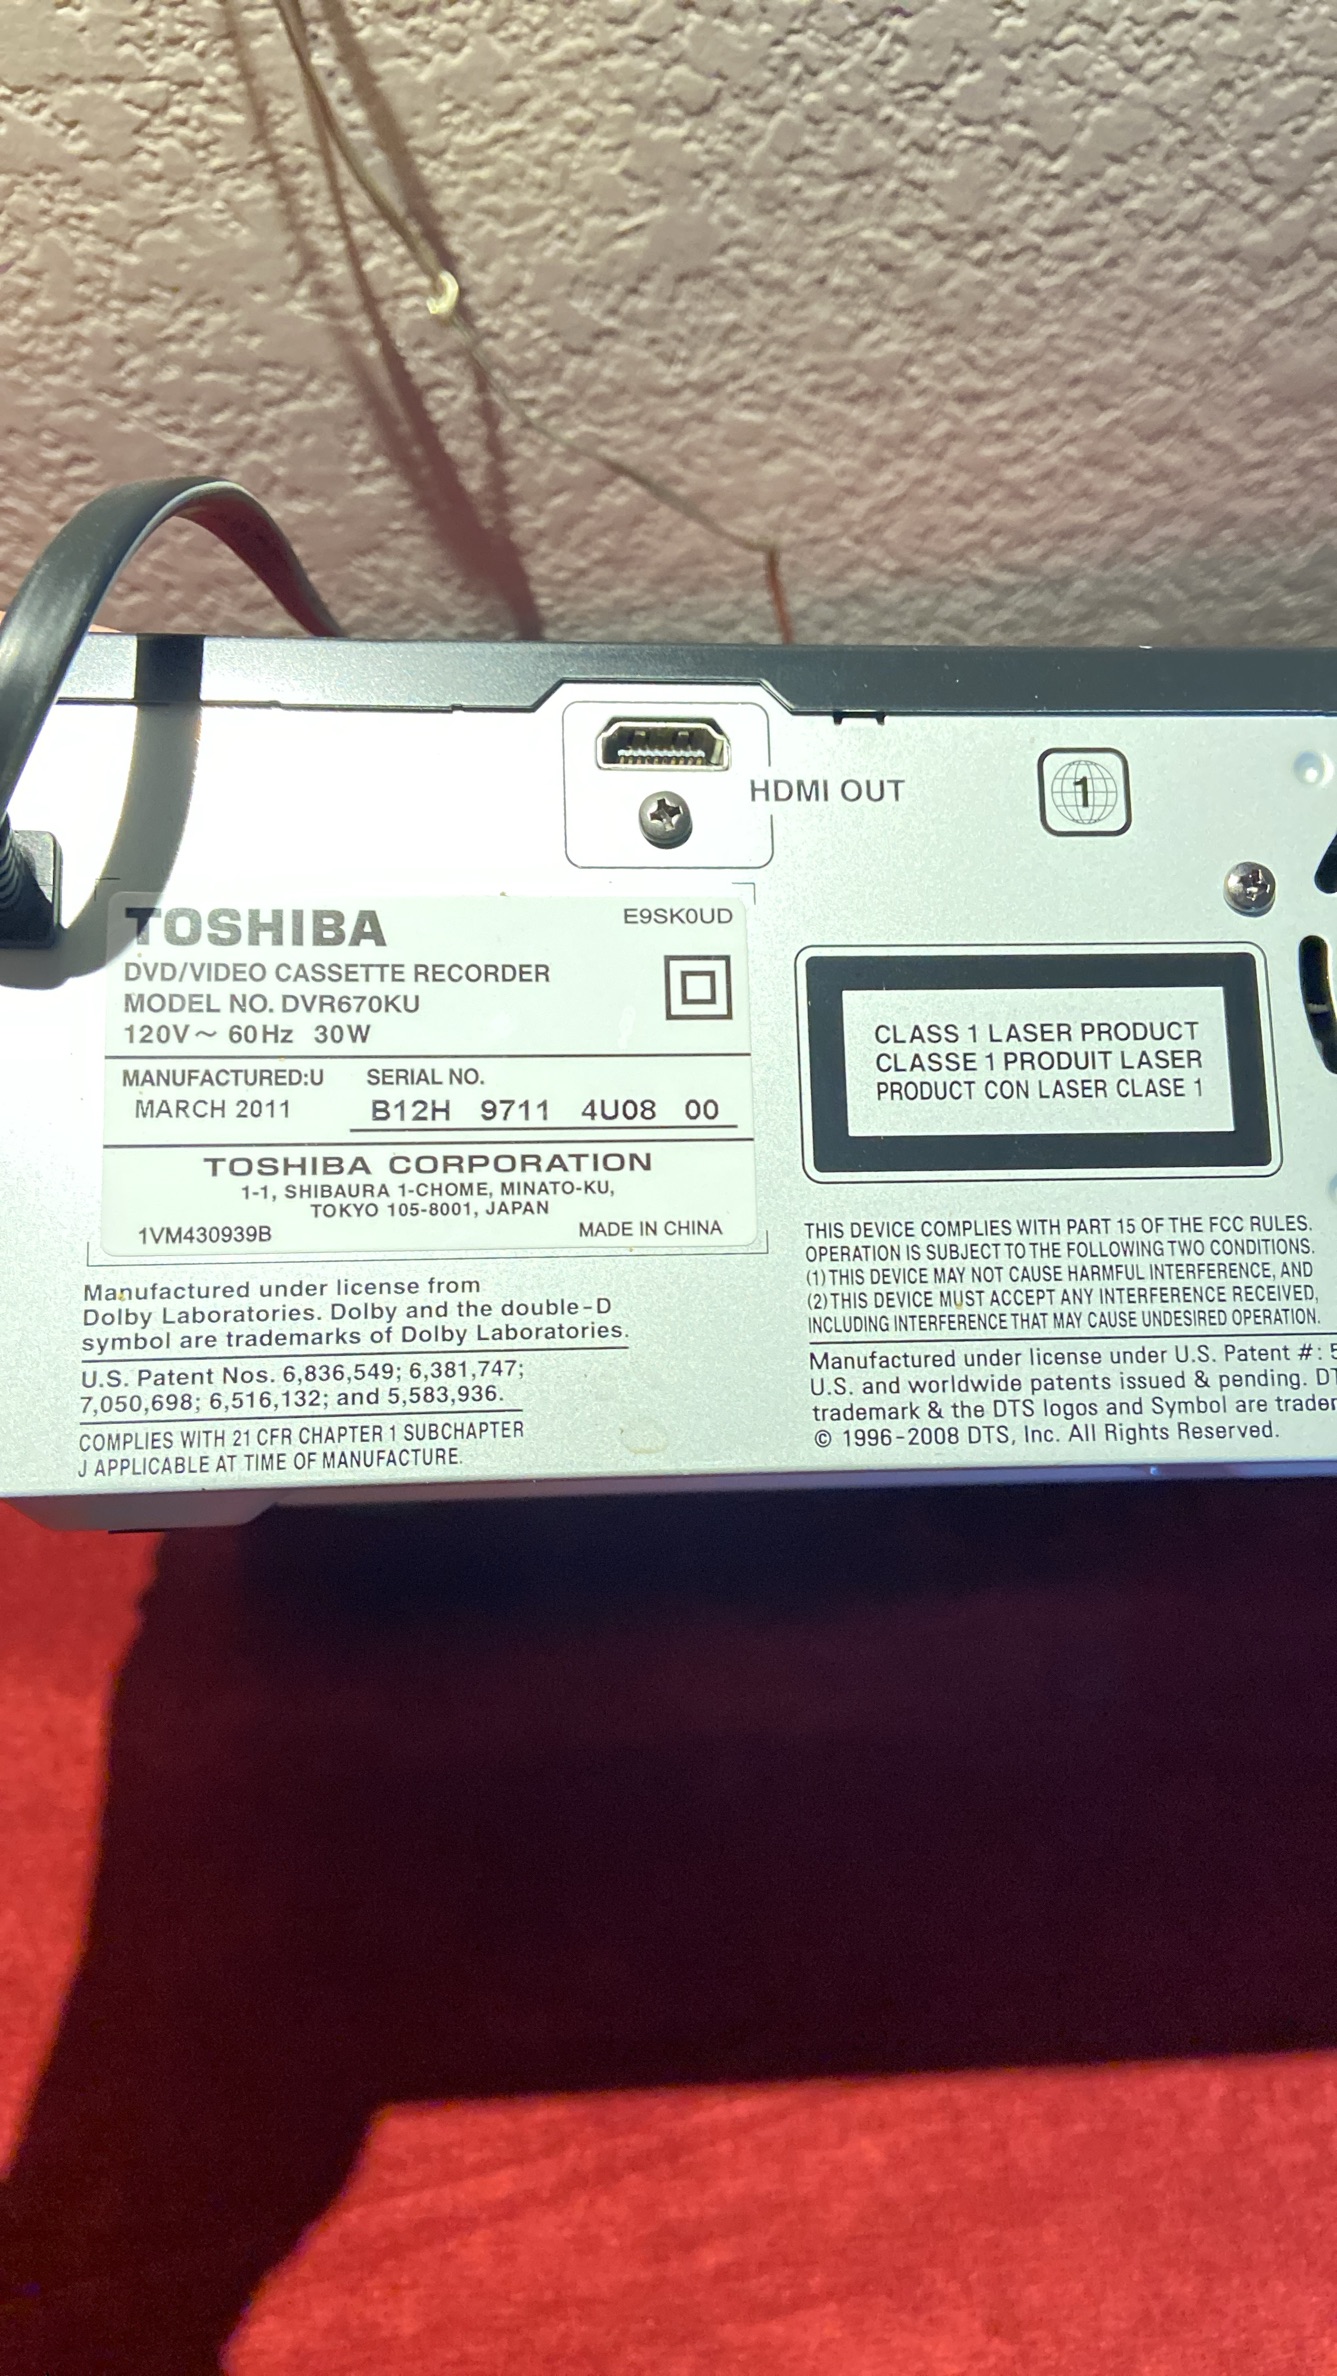 HDMI OUT
1
TOSHIBA
E9SK0UD
DVD/VIDEO CASSETTE RECORDER
MODEL NO. DVR670KU
120V ~ 60Hz 30W
MANUFACTURED:U
SERIAL NO.
MARCH 2011
B12H 9711 4U08 00
TOSHIBA CORPORATION
1-1, SHIBAURA 1-CHOME, MINATO-KU,
TOKYO 105-8001, JAPAN
1VM430939B
MADE IN CHINA
Manufactured under license from
Dolby Laboratories. Dolby and the double-D
symbol are trademarks of Dolby Laboratories.
U.S. Patent Nos. 6,836,549; 6,381,747;
7,050,698; 6,516,132; and 5,583,936.
COMPLIES WITH 21 CFR CHAPTER 1 SUBCHAPTER
J APPLICABLE AT TIME OF MANUFACTURE.
CLASS 1 LASER PRODUCT
CLASSE 1 PRODUIT LASER
PRODUCT CON LASER CLASE 1
THIS DEVICE COMPLIES WITH PART 15 OF THE FCC RULES.
OPERATION IS SUBJECT TO THE FOLLOWING TWO CONDITIONS.
(1) THIS DEVICE MAY NOT CAUSE HARMFUL INTERFERENCE, AND
(2) THIS DEVICE MUST ACCEPT ANY INTERFERENCE RECEIVED,
INCLUDING INTERFERENCE THAT MAY CAUSE UNDESIRED OPERATION.
Manufactured under license under U.S. Patent #:
U.S. and worldwide patents issued & pending.
trademark & the DTS logos and Symbol are
© 1996-2008 DTS, Inc. All Rights Reserved.